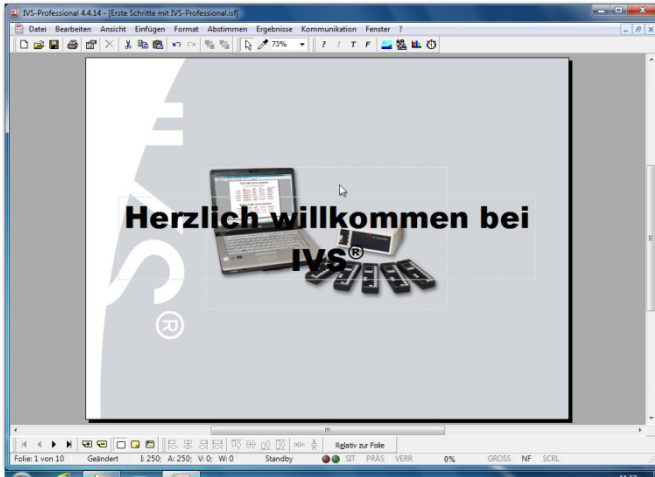 IVS-Professional 4.4.14 - [Erste Schritte mit IVS-Professional.isf]
Datei Bearbeiten Ansicht Einfügen Format Abstimmen Ergebnisse Kommunikation Fenster ?
73% ? ! T F
IVS®
Herzlich willkommen bei
IVS®
Relativ zur Folie
Folie: 1 von 10 Geändert I: 250; A: 250; V: 0; W: 0 Standby SIT PRÄS VERR 0% GROSS NF SCRL